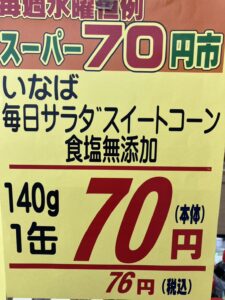 毎週水曜恒例
スーパー70円市
いなば
毎日サラダスイートコーン
食塩無添加
140g
1缶
70円
(本体)
76円(税込)